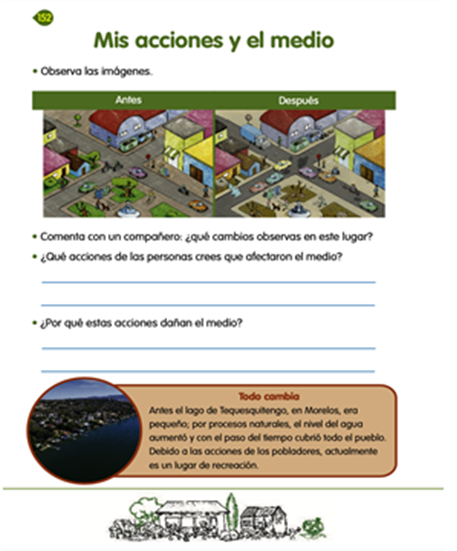 152
Mis acciones y el medio
• Observa las imágenes.
Antes
Después
• Comenta con un compañero: ¿qué cambios observas en este lugar?
• ¿Qué acciones de las personas crees que afectaron el medio?
• ¿Por qué estas acciones dañan el medio?
Todo cambia
Antes el lago de Tequesquitengo, en Morelos, era
pequeño; por procesos naturales, el nivel del agua
aumentó y con el paso del tiempo cubrió todo el pueblo.
Debido a las acciones de los pobladores, actualmente
es un lugar de recreación.